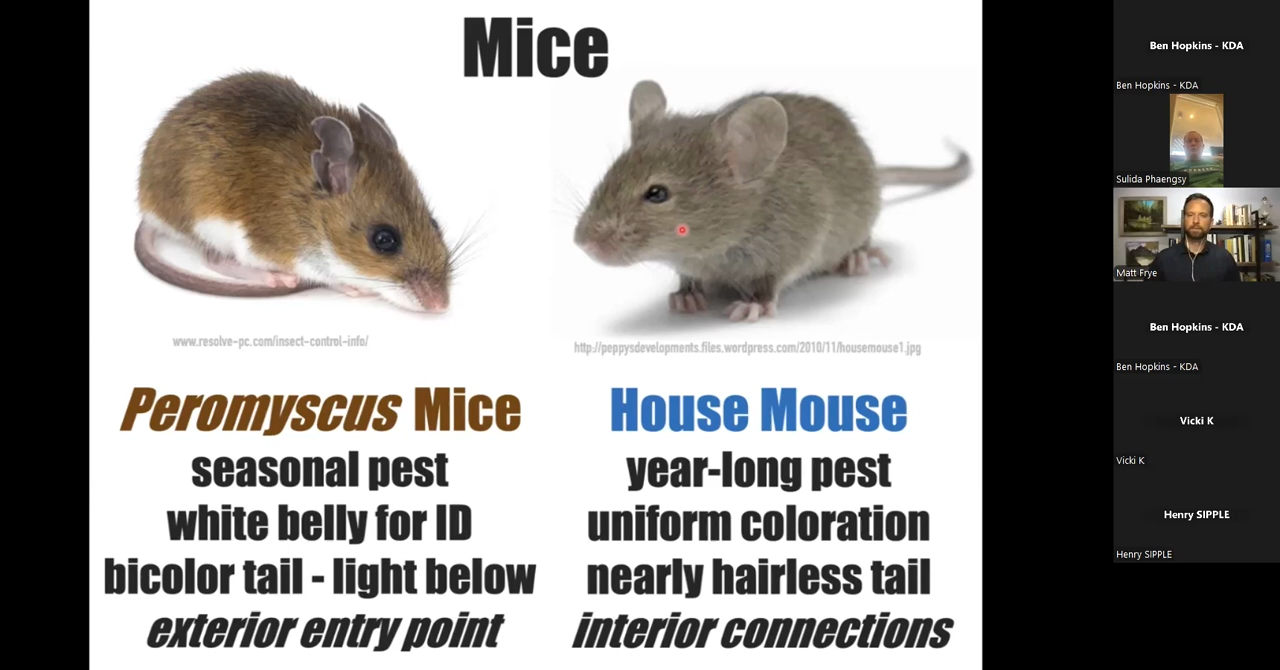 Mice
www.resolve-pc.com/insect-control-info/
http://peppysdevelopments.files.wordpress.com/2010/11/housemouse1.jpg
Peromyscus Mice
seasonal pest
white belly for ID
bicolor tail - light below
exterior entry point
House Mouse
year-long pest
uniform coloration
nearly hairless tail
interior connections
Ben Hopkins - KDA
Ben Hopkins - KDA
Sulida Phaengsy
Matt Frye
Ben Hopkins - KDA
Ben Hopkins - KDA
Vicki K
Vicki K
Henry SIPPLE
Henry SIPPLE